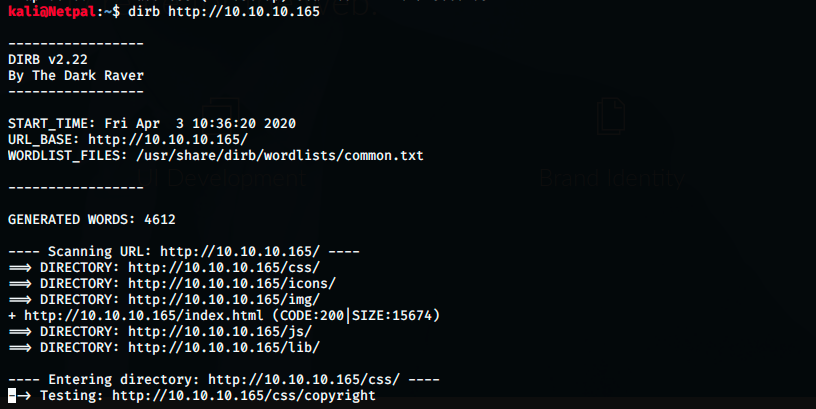 kali@Netpal:~$ dirb http://10.10.10.165
-----------------
DIRB v2.22
By The Dark Raver
-----------------
START_TIME: Fri Apr  3 10:36:20 2020
URL_BASE: http://10.10.10.165/
WORDLIST_FILES: /usr/share/dirb/wordlists/common.txt
-----------------
Development
Brand Identity
GENERATED WORDS: 4612
---- Scanning URL: http://10.10.10.165/ ----
==> DIRECTORY: http://10.10.10.165/css/
==> DIRECTORY: http://10.10.10.165/icons/
==> DIRECTORY: http://10.10.10.165/img/
+ http://10.10.10.165/index.html (CODE:200|SIZE:15674)
==> DIRECTORY: http://10.10.10.165/js/
==> DIRECTORY: http://10.10.10.165/lib/
---- Entering directory: http://10.10.10.165/css/ ----
--> Testing: http://10.10.10.165/css/copyright